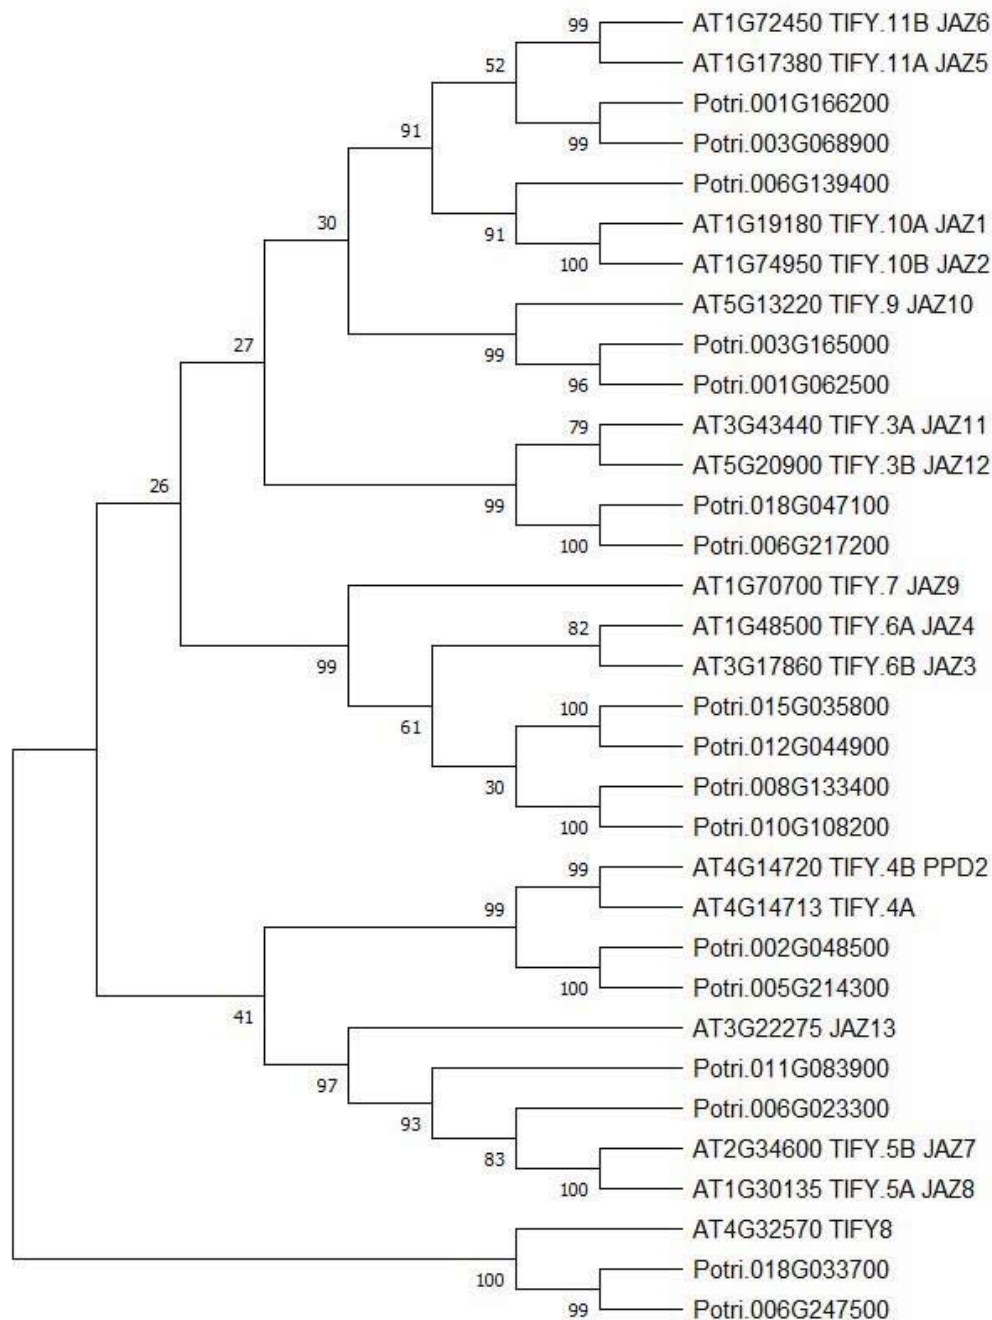 99 AT1G72450 TIFY.11B JAZ6
AT1G17380 TIFY.11A JAZ5
52
Potri.001G166200
99 Potri.003G068900
91
Potri.006G139400
AT1G19180 TIFY.10A JAZ1
91
100 AT1G74950 TIFY.10B JAZ2
30
AT5G13220 TIFY.9 JAZ10
Potri.003G165000
99
96 Potri.001G062500
27
79 AT3G43440 TIFY.3A JAZ11
AT5G20900 TIFY.3B JAZ12
99
Potri.018G047100
100 Potri.006G217200
26
AT1G70700 TIFY.7 JAZ9
82 AT1G48500 TIFY.6A JAZ4
99
AT3G17860 TIFY.6B JAZ3
61
100 Potri.015G035800
Potri.012G044900
30
Potri.008G133400
100 Potri.010G108200
99 AT4G14720 TIFY.4B PPD2
99
AT4G14713 TIFY.4A
Potri.002G048500
100 Potri.005G214300
41
AT3G22275 JAZ13
97
Potri.011G083900
93
Potri.006G023300
83
AT2G34600 TIFY.5B JAZ7
100 AT1G30135 TIFY.5A JAZ8
AT4G32570 TIFY8
100
Potri.018G033700
99 Potri.006G247500